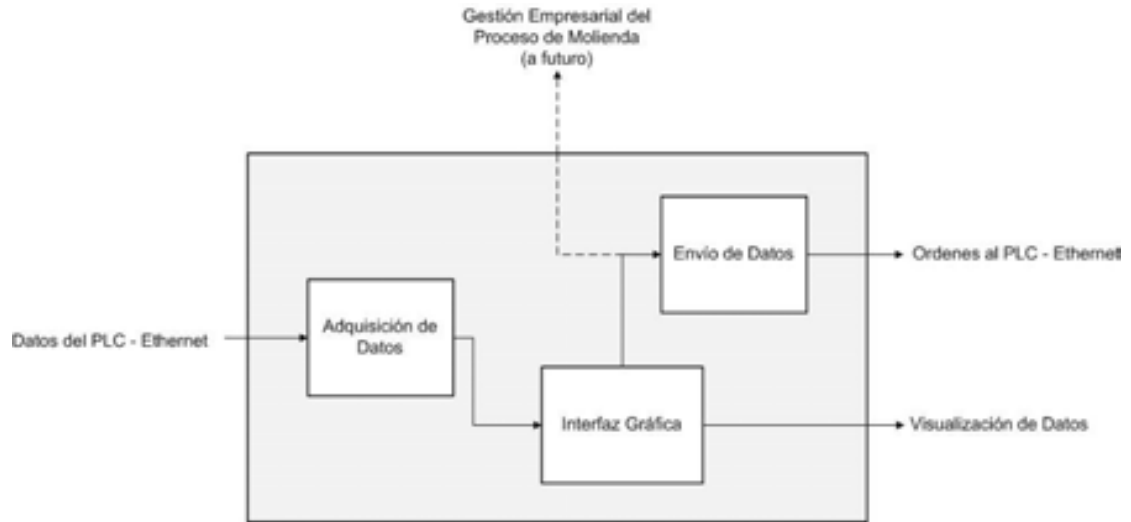 Gestión Empresarial del
Proceso de Molienda
(a futuro)
Envío de Datos
Ordenes al PLC - Ethernet
Datos del PLC - Ethernet
Adquisición de
Datos
Interfaz Gráfica
Visualización de Datos